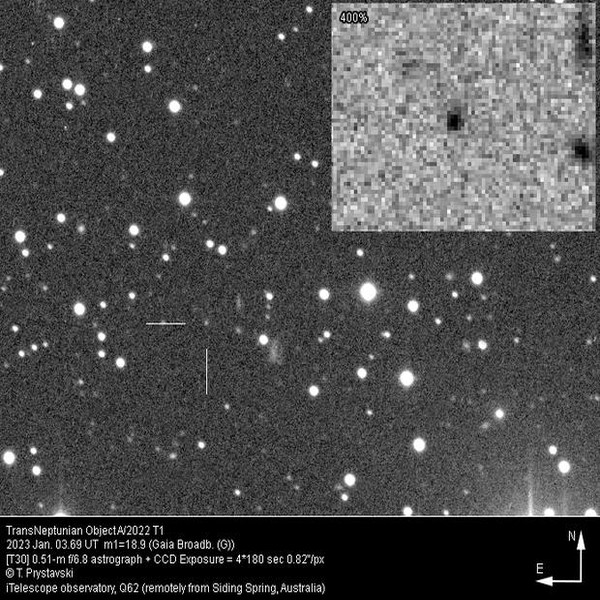 400%
TransNeptunian ObjectA/2022 T1
2023 Jan. 03.69 UT m1=18.9 (Gaia Broadb. (G))
[T30] 0.51-m f/6.8 astrograph + CCD Exposure = 4*180 sec 0.82"/px
© T. Prystavski
iTelescope observatory, Q62 (remotely from Siding Spring, Australia)
N
E